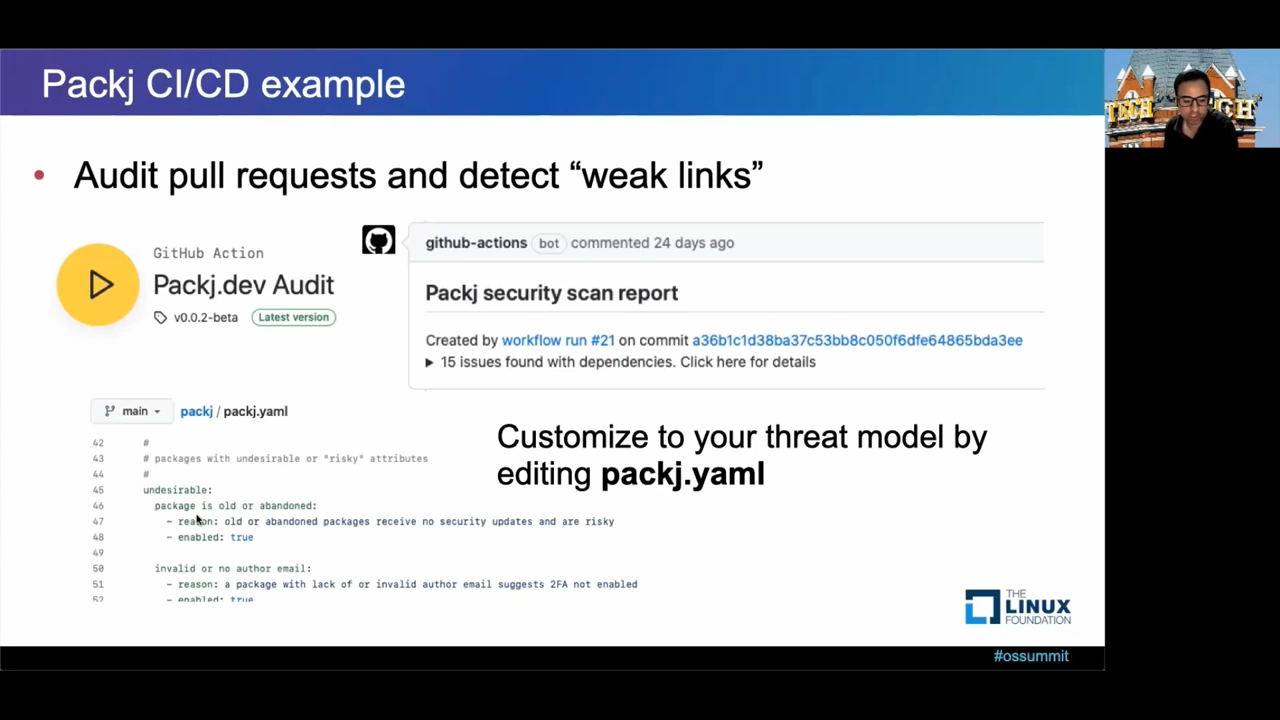 Packj CI/CD example
TECH
CH
• Audit pull requests and detect “weak links”
GitHub Action
Packj.dev Audit
v0.0.2-beta Latest version
github-actions bot commented 24 days ago
Packj security scan report
Created by workflow run #21 on commit a36b1c1d38ba37c53bb8c050f6dfe64865bda3ee
15 issues found with dependencies. Click here for details
main packj / packj.yaml
42 #
43 # packages with undesirable or "risky" attributes
44 #
45 undesirable:
46 package is old or abandoned:
47 - reason: old or abandoned packages receive no security updates and are risky
48 - enabled: true
49
50 invalid or no author email:
51 - reason: a package with lack of or invalid author email suggests 2FA not enabled
52 - enabled: true
Customize to your threat model by
editing packj.yaml
THE
LINUX
FOUNDATION
#ossummit